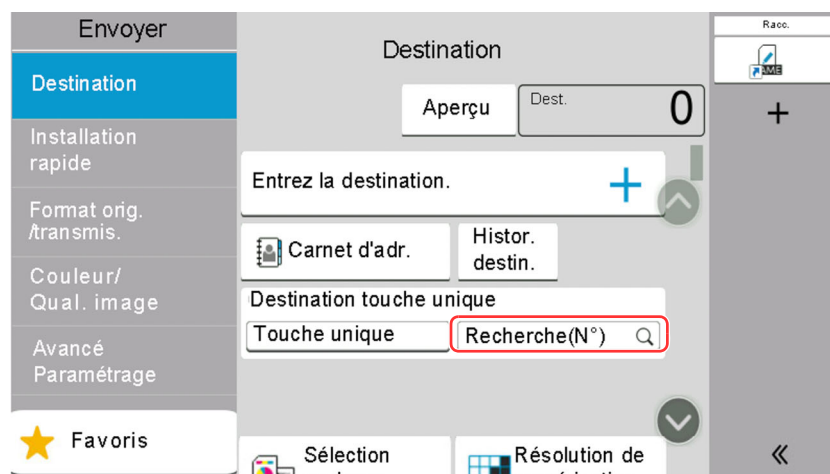 Envoyer
Destination
Installation
rapide
Format orig.
/transmis.
Couleur/
Qual. image
Avancé
Paramétrage
Favoris
Destination
Aperçu
Dest.
0
Entrez la destination.
Carnet d'adr.
Histor.
destin.
Destination touche unique
Touche unique
Recherche(N°)
Sélection
Résolution de
Racc.